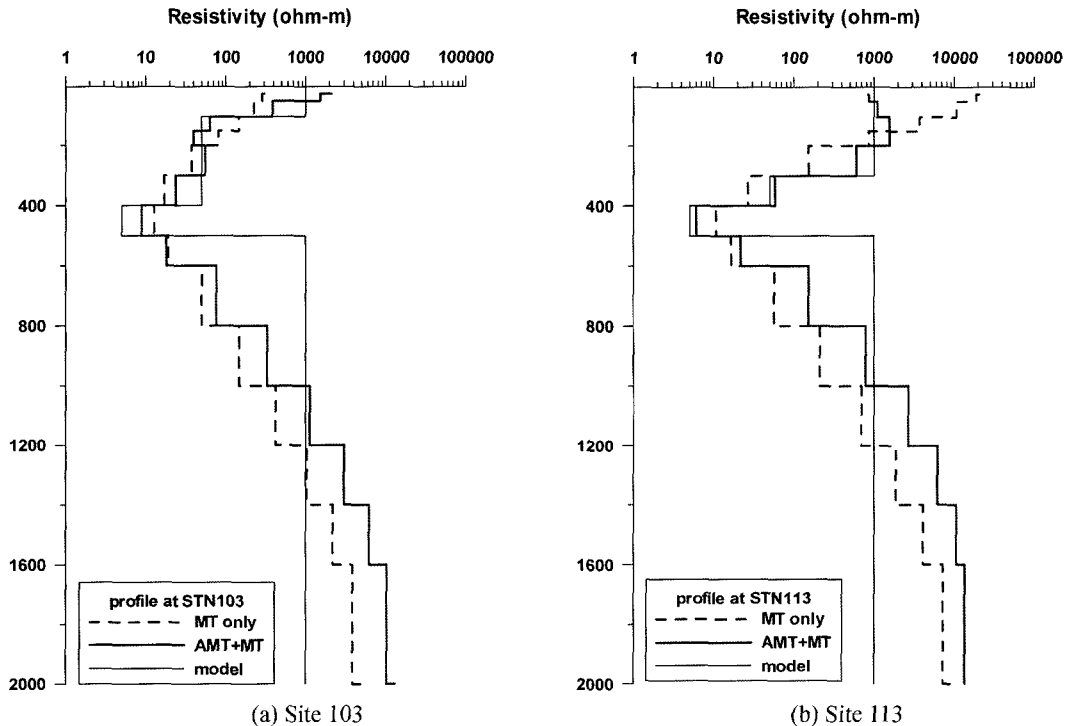 Resistivity (ohm-m)
1 10 100 1000 10000 100000
400
800
1200
1600
2000
profile at STN103
MT only
AMT+MT
model
(a) Site 103
Resistivity (ohm-m)
1 10 100 1000 10000 100000
0
400
800
1200
1600
2000
profile at STN113
MT only
AMT+MT
model
(b) Site 113